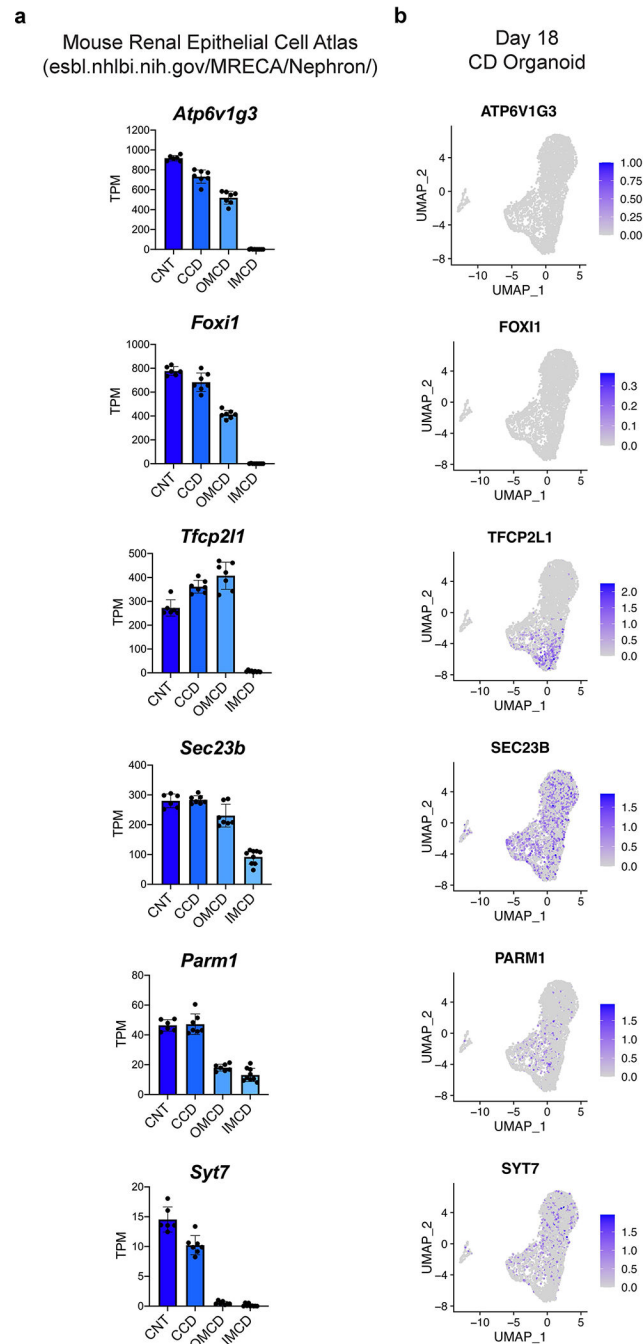 a
Mouse Renal Epithelial Cell Atlas
(esbl.nhlbi.nih.gov/MRECA/Nephron/)
b
Day 18
CD Organoid
Atp6v1g3
TPM
1200
1000
800
600
400
200
0
CNT
CCD
OMCD
IMCD
ATP6V1G3
UMAP_2
4
0
−4
−8
−10
−5
0
5
UMAP_1
1.00
0.75
0.50
0.25
0.00
Foxi1
TPM
1000
800
600
400
200
0
CNT
CCD
OMCD
IMCD
FOXI1
UMAP_2
4
0
−4
−8
−10
−5
0
5
UMAP_1
0.3
0.2
0.1
0.0
Tfcp2l1
TPM
500
400
300
200
100
0
CNT
CCD
OMCD
IMCD
TFCP2L1
UMAP_2
4
0
−4
−8
−10
−5
0
5
UMAP_1
2.0
1.5
1.0
0.5
0.0
Sec23b
TPM
400
300
200
100
0
CNT
CCD
OMCD
IMCD
SEC23B
UMAP_2
4
0
−4
−8
−10
−5
0
5
UMAP_1
1.5
1.0
0.5
0.0
Parm1
TPM
80
60
40
20
0
CNT
CCD
OMCD
IMCD
PARM1
UMAP_2
4
0
−4
−8
−10
−5
0
5
UMAP_1
1.5
1.0
0.5
0.0
Syt7
TPM
20
15
10
5
0
CNT
CCD
OMCD
IMCD
SYT7
UMAP_2
4
0
−4
−8
−10
−5
0
5
UMAP_1
1.5
1.0
0.5
0.0